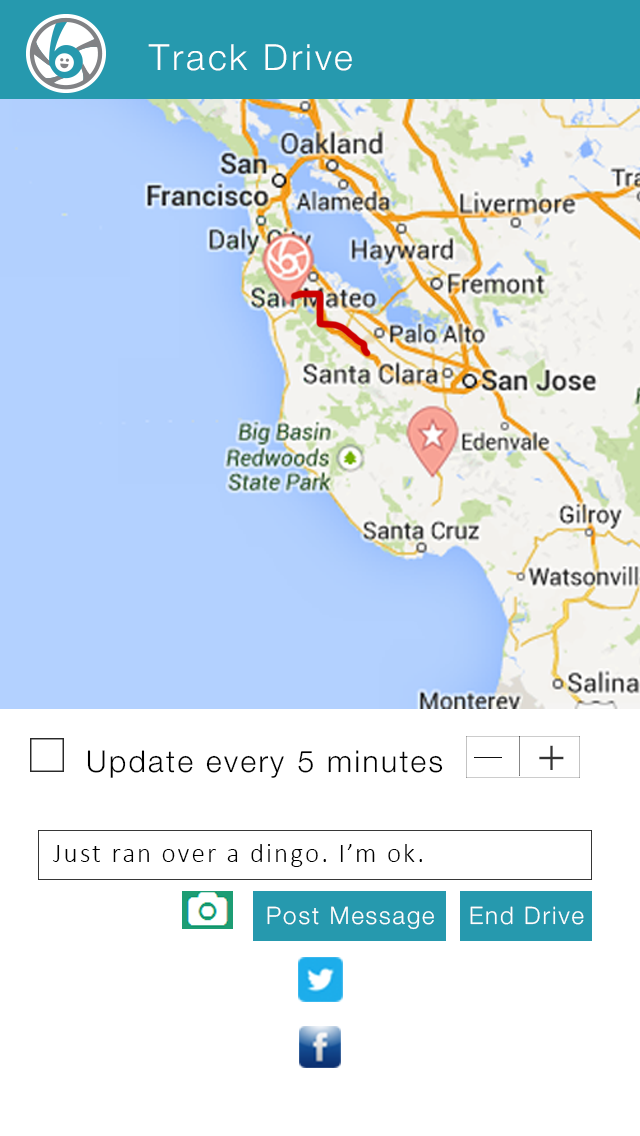 Track Drive
Oakland
San
Francisco
Alameda
Livermore
Daly City
Hayward
Fremont
San Mateo
Palo Alto
Santa Clara
San Jose
Big Basin
Redwoods
State Park
Edenvale
Gilroy
Santa Cruz
Watsonvill
Salina
Monterey
Update every 5 minutes
Just ran over a dingo. I’m ok.
Post Message
End Drive